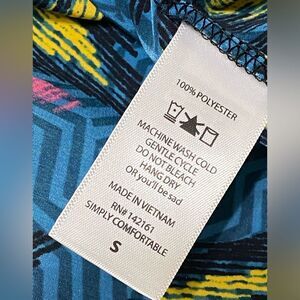 100% POLYESTER
MACHINE WASH COLD
GENTLE CYCLE
DO NOT BLEACH
HANG DRY
OR you'll be sad
MADE IN VIETNAM
RN# 142161
SIMPLY COMFORTABLE
S